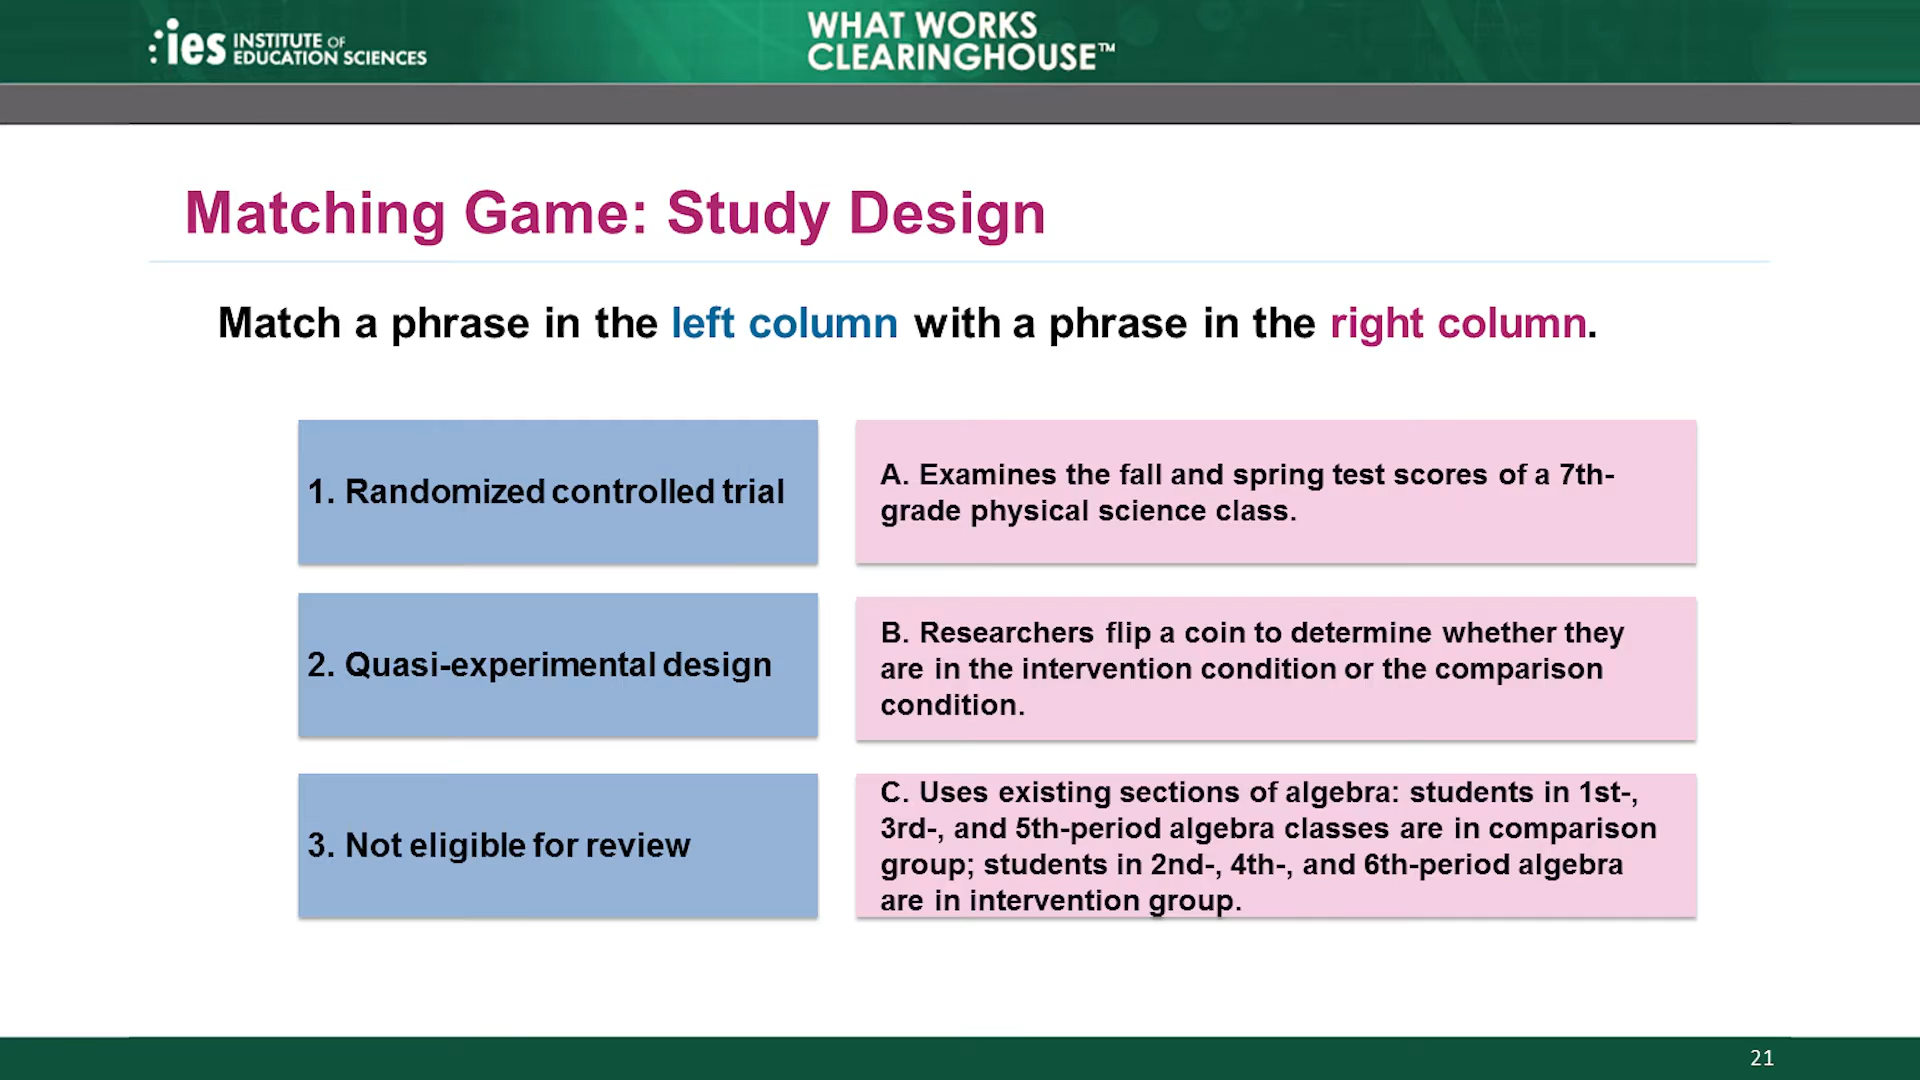 ies INSTITUTE OF
EDUCATION SCIENCES
WHAT WORKS
CLEARINGHOUSE™
Matching Game: Study Design
Match a phrase in the left column with a phrase in the right column.
1. Randomized controlled trial
A. Examines the fall and spring test scores of a 7th-
grade physical science class.
2. Quasi-experimental design
B. Researchers flip a coin to determine whether they
are in the intervention condition or the comparison
condition.
3. Not eligible for review
C. Uses existing sections of algebra: students in 1st-,
3rd-, and 5th-period algebra classes are in comparison
group; students in 2nd-, 4th-, and 6th-period algebra
are in intervention group.
21